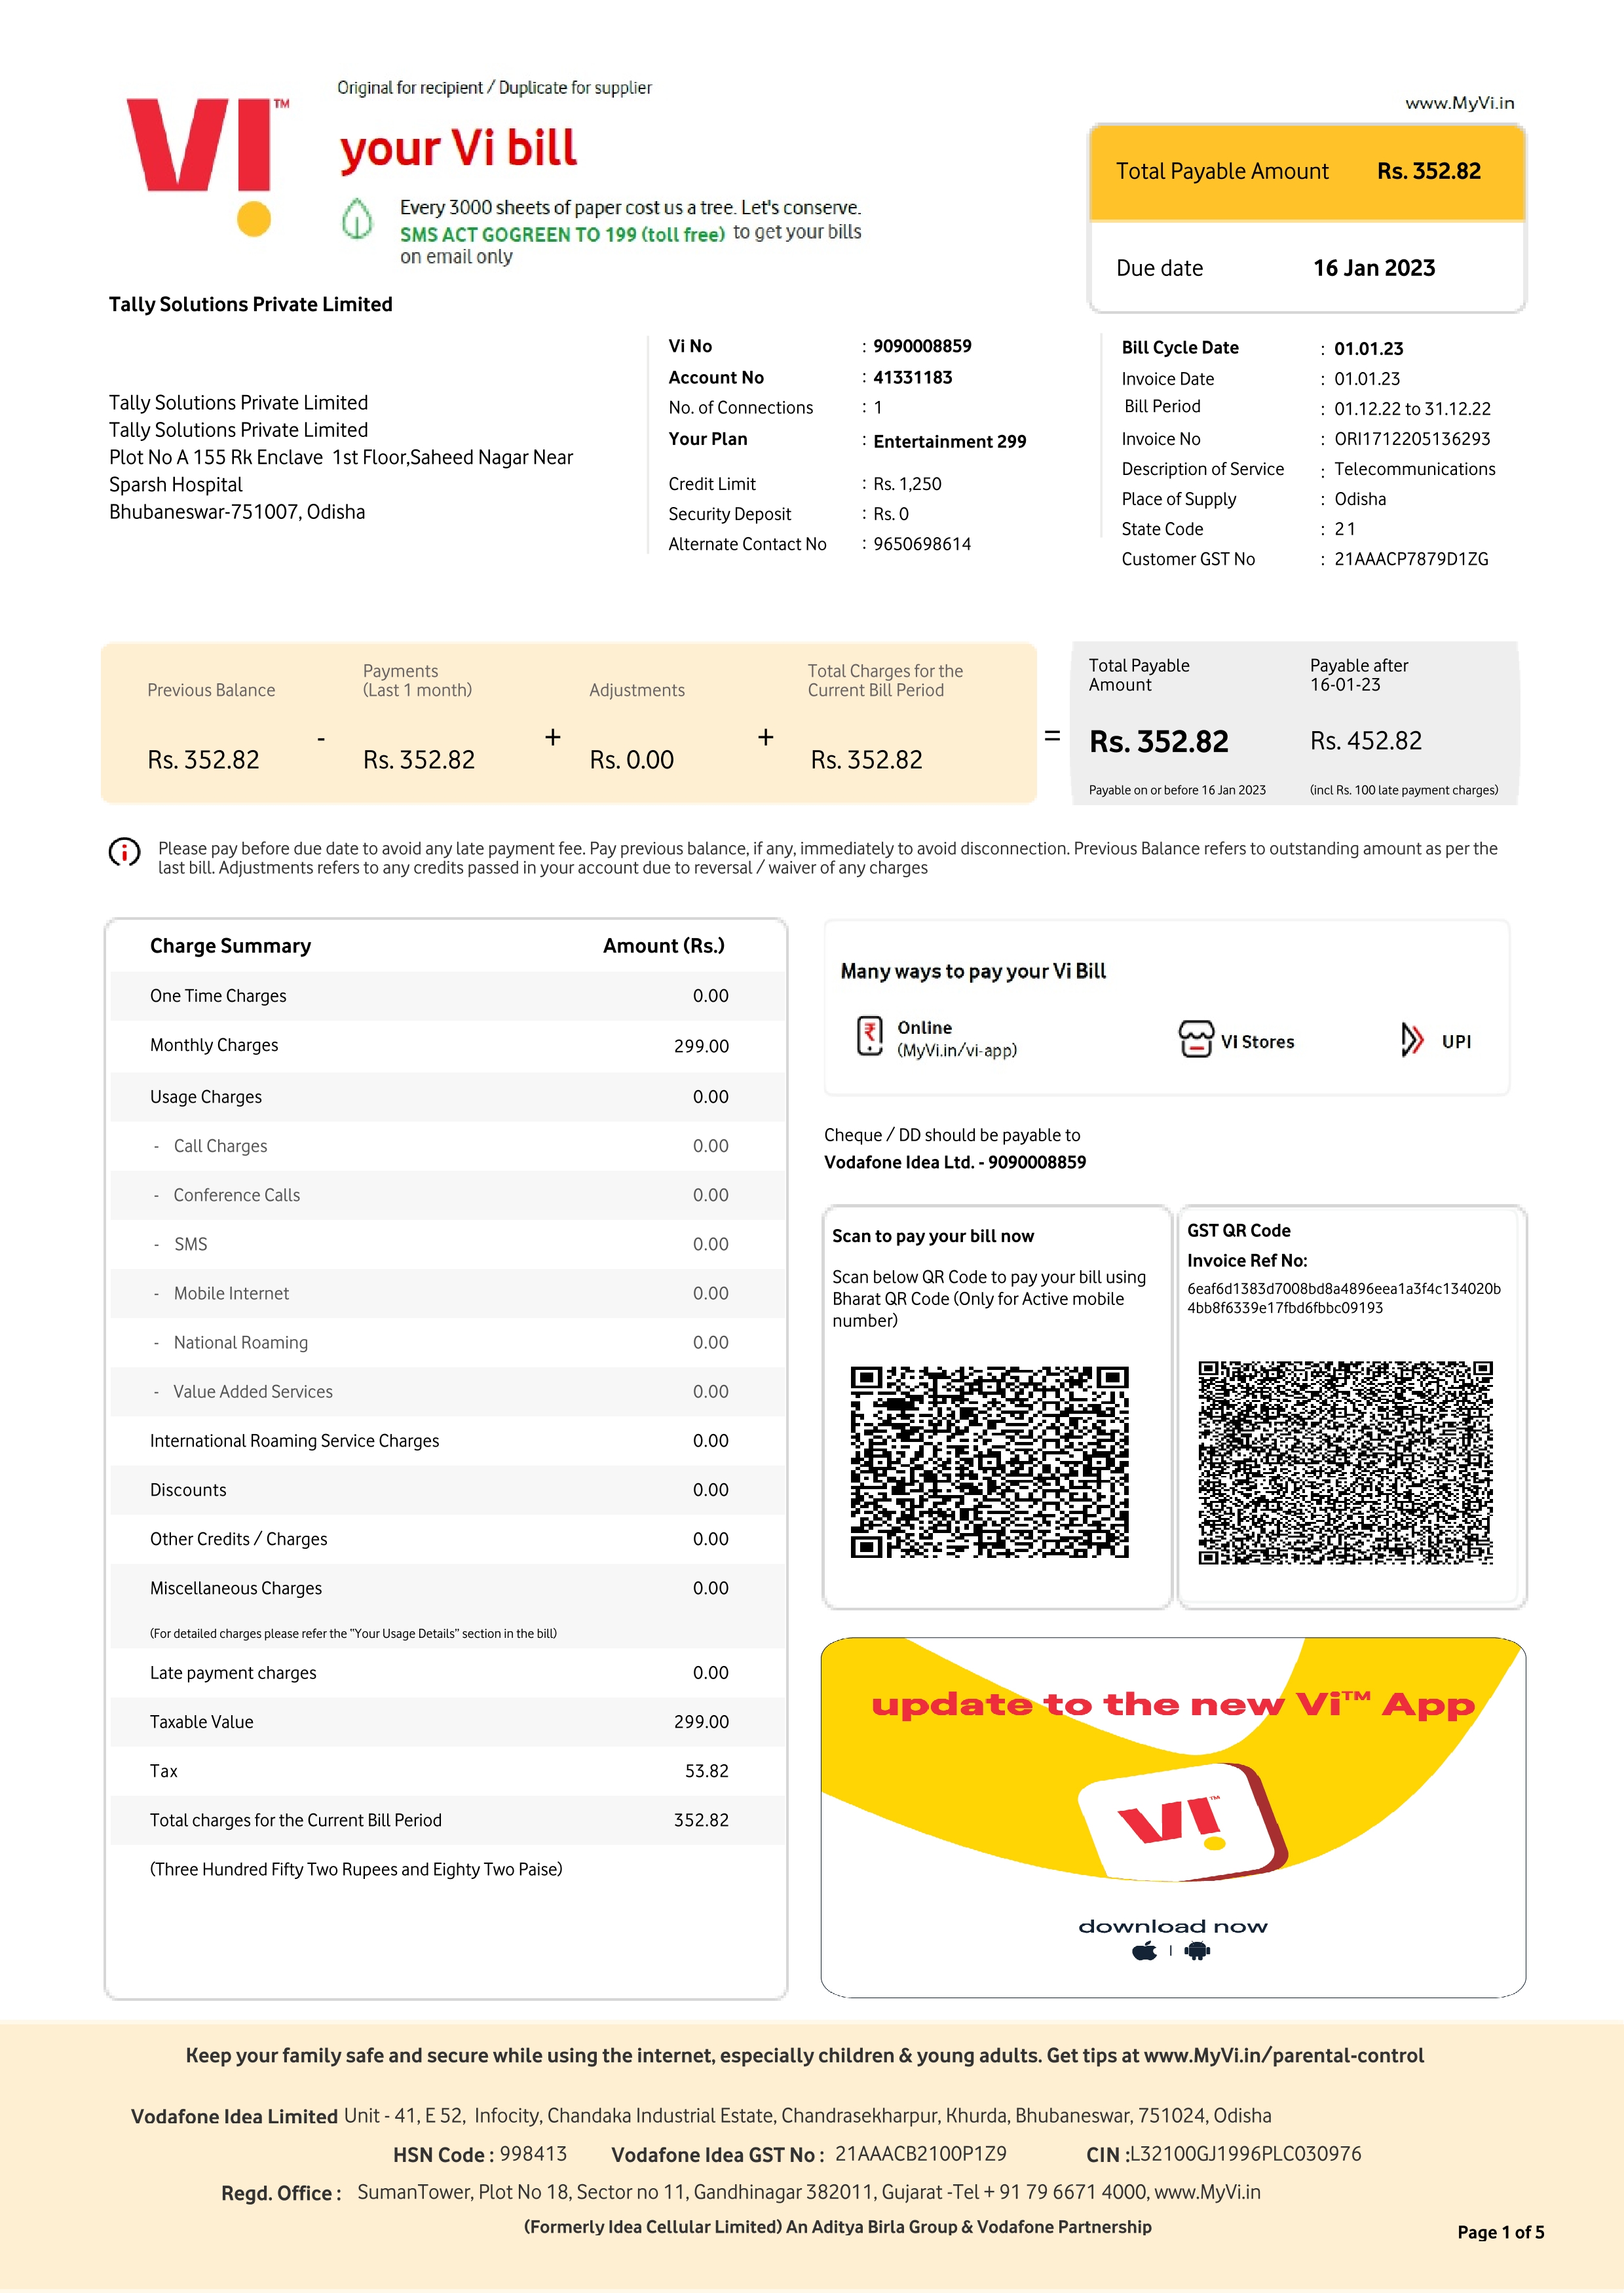 VI™
Original for recipient / Duplicate for supplier
your Vi bill
Every 3000 sheets of paper cost us a tree. Let's conserve.
SMS ACT GOGREEN TO 199 (toll free) to get your bills
on email only
www.MyVi.in
Total Payable Amount Rs. 352.82
Due date 16 Jan 2023
Tally Solutions Private Limited
Tally Solutions Private Limited
Tally Solutions Private Limited
Plot No A 155 Rk Enclave 1st Floor,Saheed Nagar Near
Sparsh Hospital
Bhubaneswar-751007, Odisha
Vi No : 9090008859
Account No : 41331183
No. of Connections : 1
Your Plan : Entertainment 299
Credit Limit : Rs. 1,250
Security Deposit : Rs. 0
Alternate Contact No : 9650698614
Bill Cycle Date : 01.01.23
Invoice Date : 01.01.23
Bill Period : 01.12.22 to 31.12.22
Invoice No : ORI1712205136293
Description of Service : Telecommunications
Place of Supply : Odisha
State Code : 21
Customer GST No : 21AAACP7879D1ZG
Previous Balance
Rs. 352.82
-
Payments
(Last 1 month)
Rs. 352.82
+
Adjustments
Rs. 0.00
+
Total Charges for the
Current Bill Period
Rs. 352.82
=
Total Payable
Amount
Rs. 352.82
Payable on or before 16 Jan 2023
Payable after
16-01-23
Rs. 452.82
(incl Rs. 100 late payment charges)
Please pay before due date to avoid any late payment fee. Pay previous balance, if any, immediately to avoid disconnection. Previous Balance refers to outstanding amount as per the
last bill. Adjustments refers to any credits passed in your account due to reversal / waiver of any charges
Charge Summary Amount (Rs.)
One Time Charges 0.00
Monthly Charges 299.00
Usage Charges 0.00
- Call Charges 0.00
- Conference Calls 0.00
- SMS 0.00
- Mobile Internet 0.00
- National Roaming 0.00
- Value Added Services 0.00
International Roaming Service Charges 0.00
Discounts 0.00
Other Credits / Charges 0.00
Miscellaneous Charges 0.00
(For detailed charges please refer the "Your Usage Details" section in the bill)
Late payment charges 0.00
Taxable Value 299.00
Tax 53.82
Total charges for the Current Bill Period 352.82
(Three Hundred Fifty Two Rupees and Eighty Two Paise)
Many ways to pay your Vi Bill
Online
(MyVi.in/vi-app)
VI Stores
UPI
Cheque / DD should be payable to
Vodafone Idea Ltd. - 9090008859
Scan to pay your bill now
Scan below QR Code to pay your bill using
Bharat QR Code (Only for Active mobile
number)
GST QR Code
Invoice Ref No:
6eaf6d1383d7008bd8a4896eea1a3f4c134020b
4bb8f6339e17fbd6fbbc09193
update to the new Vi™ App
VI™
download now
Keep your family safe and secure while using the internet, especially children & young adults. Get tips at www.MyVi.in/parental-control
Vodafone Idea Limited Unit - 41, E 52, Infocity, Chandaka Industrial Estate, Chandrasekharpur, Khurda, Bhubaneswar, 751024, Odisha
HSN Code : 998413 Vodafone Idea GST No : 21AAACB2100P1Z9 CIN :L32100GJ1996PLC030976
Regd. Office : SumanTower, Plot No 18, Sector no 11, Gandhinagar 382011, Gujarat -Tel + 91 79 6671 4000, www.MyVi.in
(Formerly Idea Cellular Limited) An Aditya Birla Group & Vodafone Partnership
Page 1 of 5